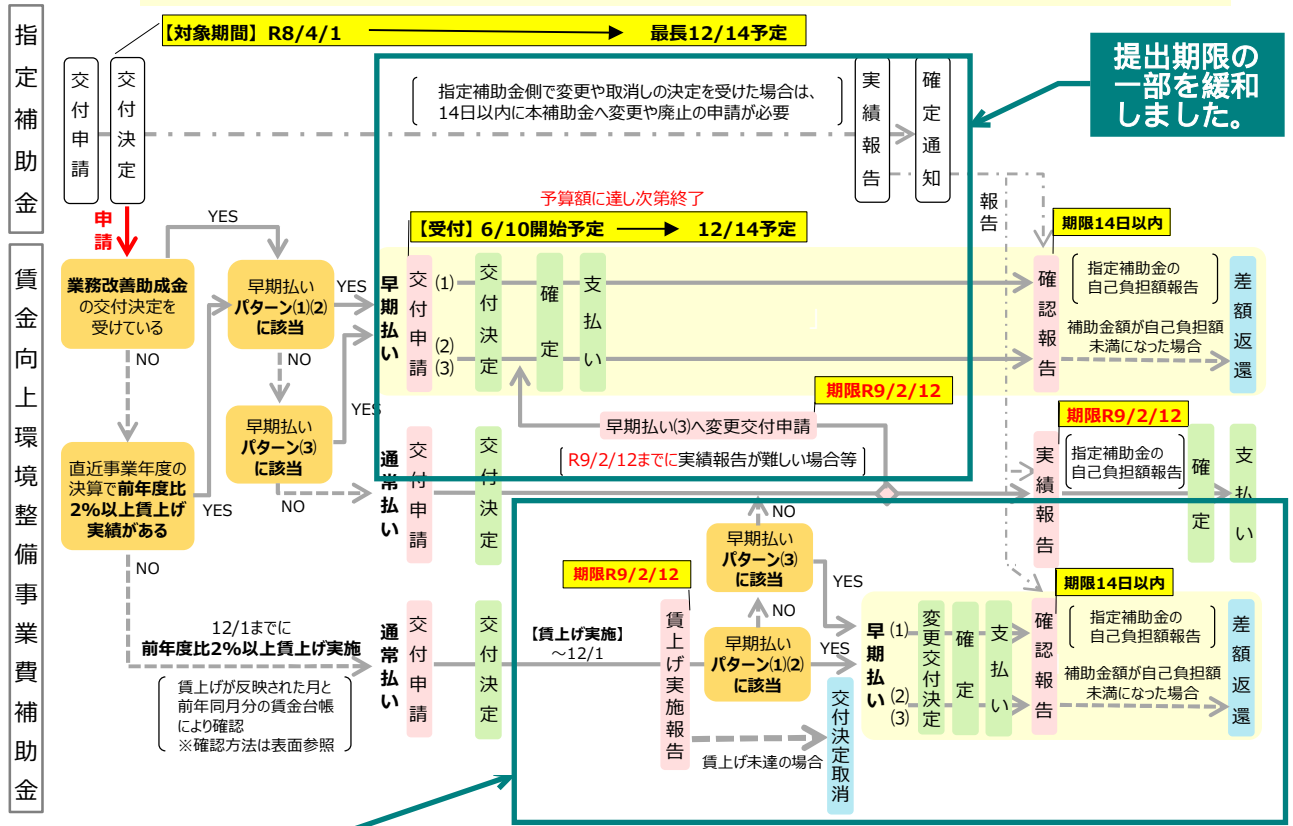 指定補助金
【対象期間】R8/4/1
最長12/14予定
交付申請
交付決定
指定補助金側で変更や取消しの決定を受けた場合は、
14日以内に本補助金へ変更や廃止の申請が必要
実績報告
確定通知
提出期限の
一部を緩和
しました。
申請
YES
予算額に達し次第終了
【受付】6/10開始予定
12/14予定
報告
期限14日以内
賃金向上環境整備事業費補助金
業務改善助成金
の交付決定を
受けている
早期払い
パターン(1)(2)
に該当
YES
早期払い
交付申請
(1)
(2)
(3)
交付決定
確定
支払い
確認報告
指定補助金の
自己負担額報告
補助金額が自己負担額
未満になった場合
差額返還
NO
NO
YES
期限R9/2/12
早期払い
パターン(3)
に該当
早期払い(3)へ変更交付申請
R9/2/12までに実績報告が難しい場合等
期限R9/2/12
直近事業年度の
決算で前年度比
2%以上賃上げ
実績がある
YES
NO
通常払い
交付申請
交付決定
実績報告
指定補助金の
自己負担額報告
確定
支払い
NO
NO
早期払い
パターン(3)
に該当
YES
期限R9/2/12
期限14日以内
12/1までに
前年度比2%以上賃上げ実施
賃上げが反映された月と
前年同月分の賃金台帳
により確認
※確認方法は表面参照
通常払い
交付申請
交付決定
【賃上げ実施】
～12/1
賃上げ実施報告
NO
早期払い
パターン(1)(2)
に該当
YES
早期払い
(1)
(2)
(3)
変更交付決定
確定
支払い
確認報告
指定補助金の
自己負担額報告
補助金額が自己負担額
未満になった場合
差額返還
賃上げ未達の場合
交付決定取消